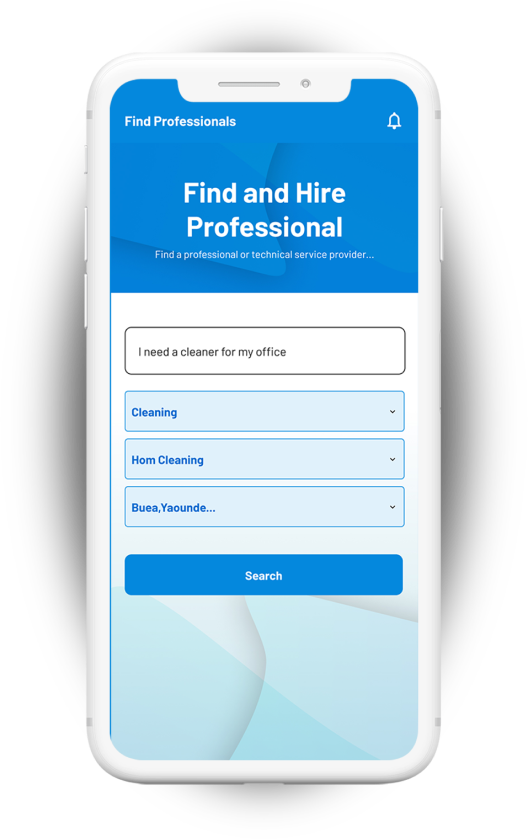 Find Professionals
Find and Hire
Professional
Find a professional or technical service provider...
I need a cleaner for my office
Cleaning
Hom Cleaning
Buea,Yaounde...
Search